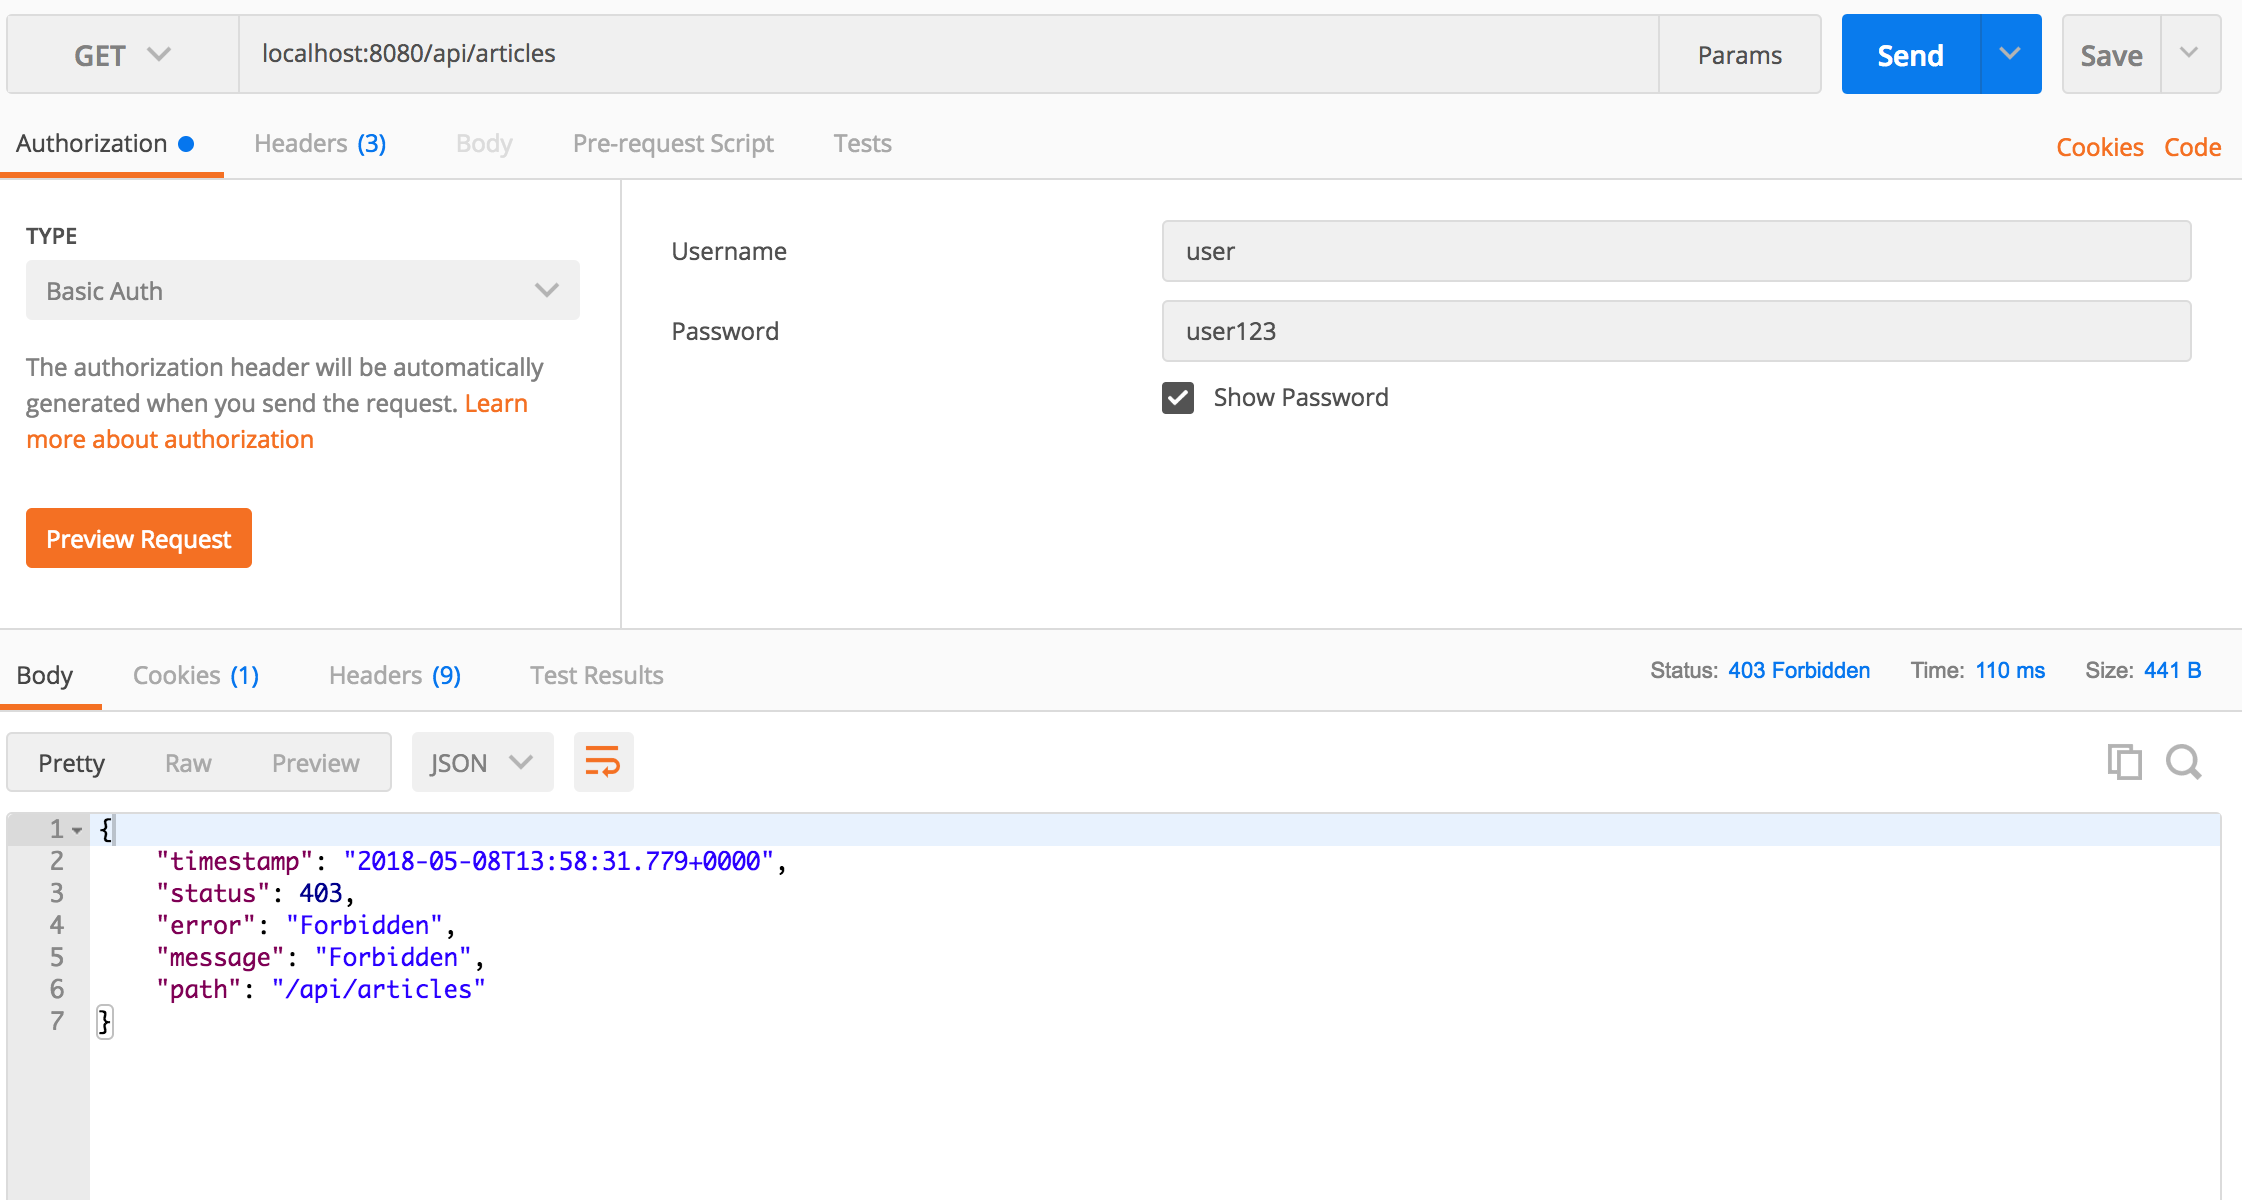 GET localhost:8080/api/articles Params Send Save
Authorization Headers (3) Body Pre-request Script Tests Cookies Code
TYPE
Basic Auth
The authorization header will be automatically
generated when you send the request. Learn
more about authorization
Preview Request
Username user
Password user123
Show Password
Body Cookies (1) Headers (9) Test Results Status: 403 Forbidden Time: 110 ms Size: 441 B
Pretty Raw Preview JSON
1 {
2 "timestamp": "2018-05-08T13:58:31.779+0000",
3 "status": 403,
4 "error": "Forbidden",
5 "message": "Forbidden",
6 "path": "/api/articles"
7 }